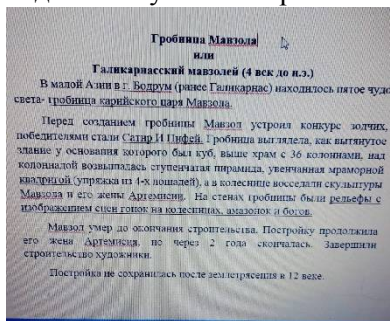 Гробница Мавзола
или
Галикарнасский мавзолей (4 век до н.э.)
В малой Азии в г. Бодрум (ранее Галикарнас) находилось пятое чудо
света- гробница карийского царя Мавзола.
Перед созданием гробницы Мавзол устроил конкурс зодчих,
победителями стали Сатир И Пифей. Гробница выглядела, как вытянутое
здание у основания которого был куб, выше храм с 36 колоннами, над
колоннадой возвышалась ступенчатая пирамида, увенчанная мраморной
квадригой (упряжка из 4-х лошадей), а в колеснице восседали скульптуры
Мавзола и его жены Артемисии. На стенах гробницы были рельефы с
изображением сцен гонок на колесницах, амазонок и богов.
Мавзол умер до окончания строительства. Постройку продолжила
его жена Артемисия, но через 2 года скончалась. Завершили
строительство художники.
Постройка не сохранилась после землетрясения в 12 веке.